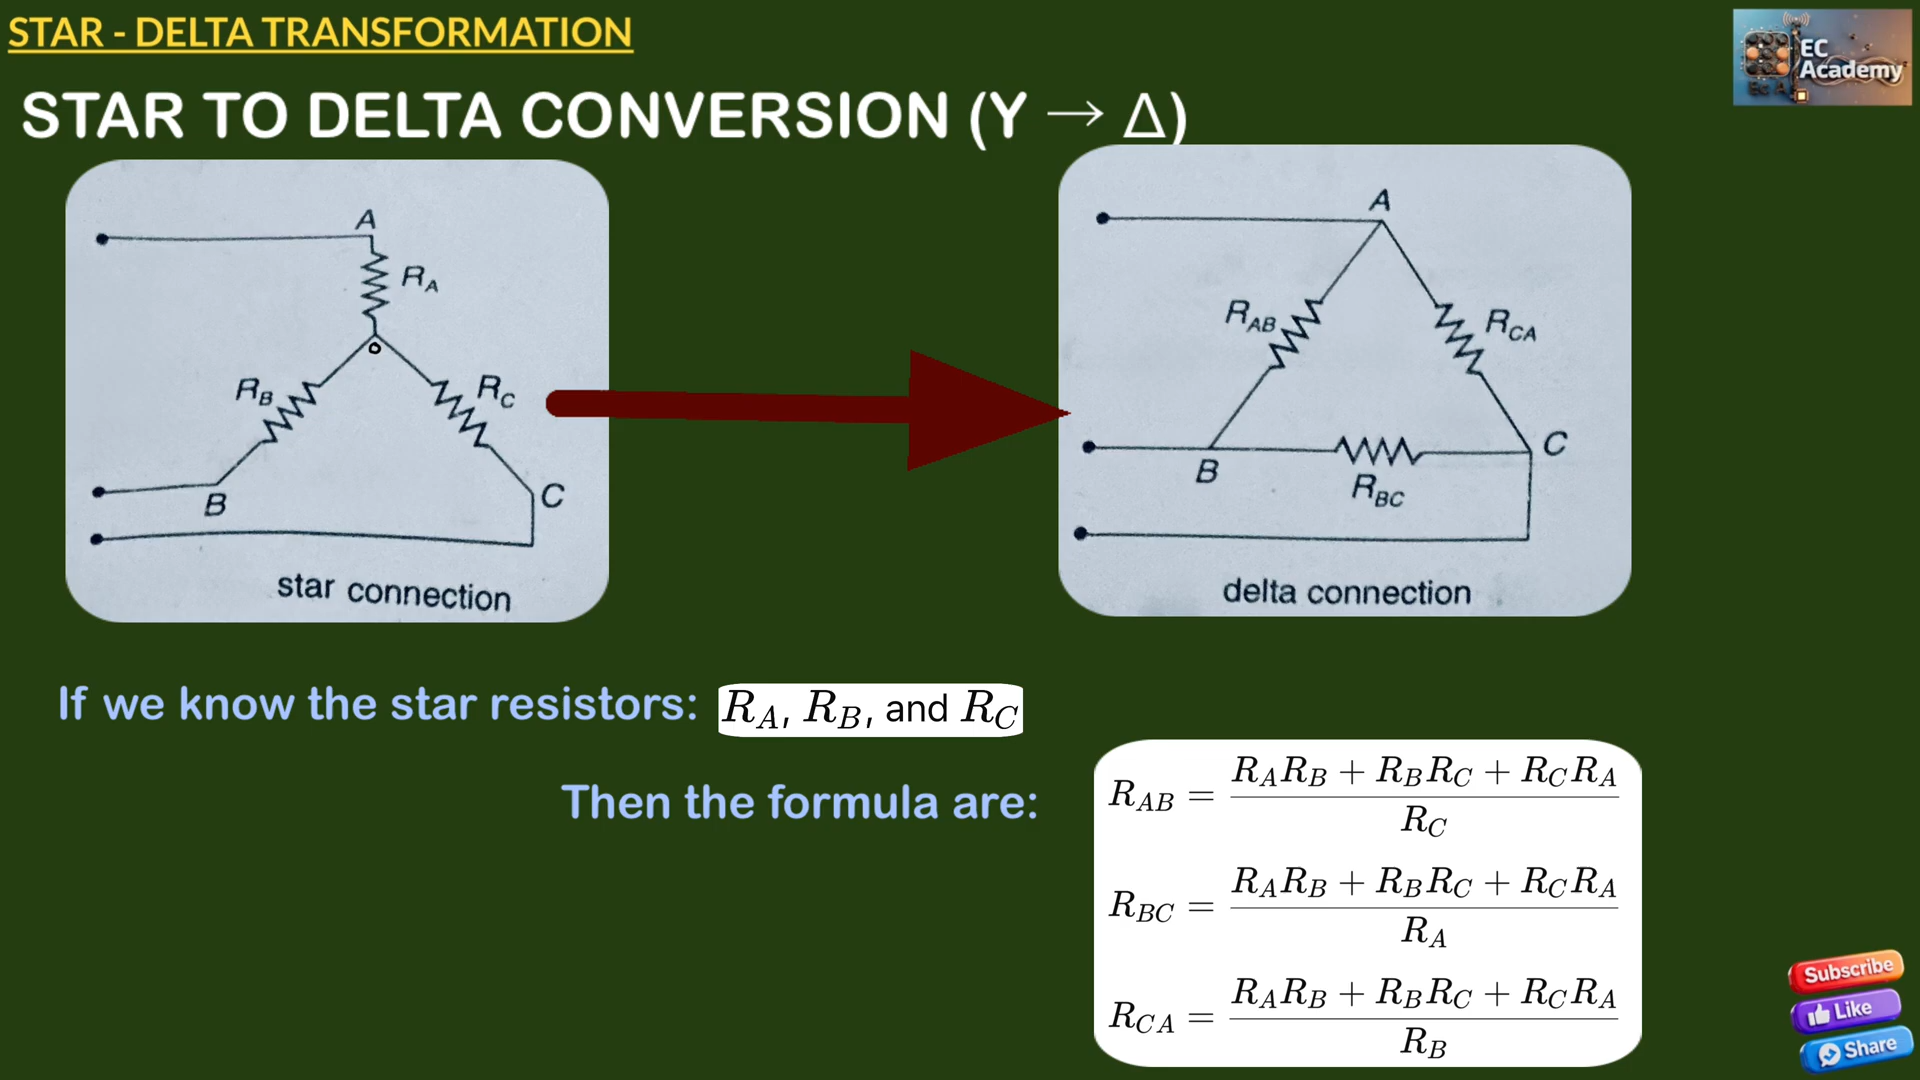 STAR - DELTA TRANSFORMATION
EC
Academy
STAR TO DELTA CONVERSION (Y → Δ)
A
R_A
R_B
R_C
B
C
star connection
A
R_AB
R_CA
B
C
R_BC
delta connection
If we know the star resistors: R_A, R_B, and R_C
Then the formula are:
R_AB = (R_A R_B + R_B R_C + R_C R_A) / R_C
R_BC = (R_A R_B + R_B R_C + R_C R_A) / R_A
R_CA = (R_A R_B + R_B R_C + R_C R_A) / R_B
Subscribe
Like
Share